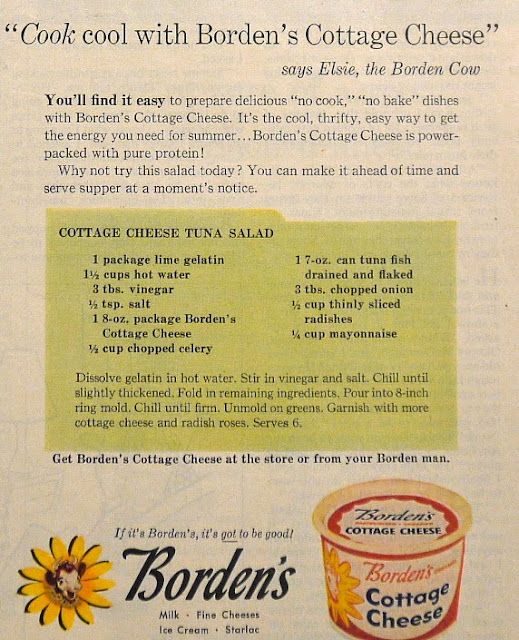 “Cook cool with Borden's Cottage Cheese”
says Elsie, the Borden Cow
You'll find it easy to prepare delicious “no cook,” “no bake” dishes
with Borden's Cottage Cheese. It's the cool, thrifty, easy way to get
the energy you need for summer...Borden's Cottage Cheese is power-
packed with pure protein!
Why not try this salad today? You can make it ahead of time and
serve supper at a moment's notice.
COTTAGE CHEESE TUNA SALAD
1 package lime gelatin
1½ cups hot water
3 tbs. vinegar
½ tsp. salt
1 8-oz. package Borden's
Cottage Cheese
½ cup chopped celery
1 7-oz. can tuna fish
drained and flaked
3 tbs. chopped onion
½ cup thinly sliced
radishes
¼ cup mayonnaise
Dissolve gelatin in hot water. Stir in vinegar and salt. Chill until
slightly thickened. Fold in remaining ingredients. Pour into 8-inch
ring mold. Chill until firm. Unmold on greens. Garnish with more
cottage cheese and radish roses. Serves 6.
Get Borden's Cottage Cheese at the store or from your Borden man.
If it's Borden's, it's got to be good!
Borden's
Milk · Fine Cheeses
Ice Cream · Starlac
Borden's
COTTAGE CHEESE
Borden's
Cottage
Cheese